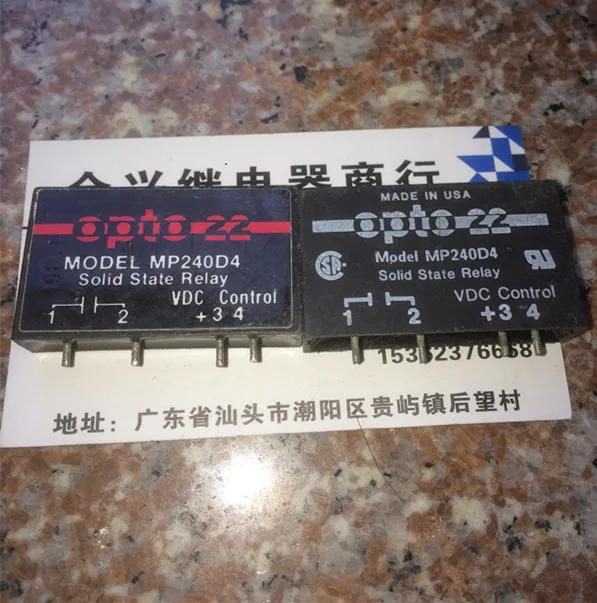 兴继电器商行
opto 22
MODEL MP240D4
Solid State Relay
VDC Control
1 2 +3 4
MADE IN USA
opto 22
Model MP240D4
Solid State Relay
VDC Control
1 2 +3 4
地址：广东省汕头市潮阳区贵屿镇后望村